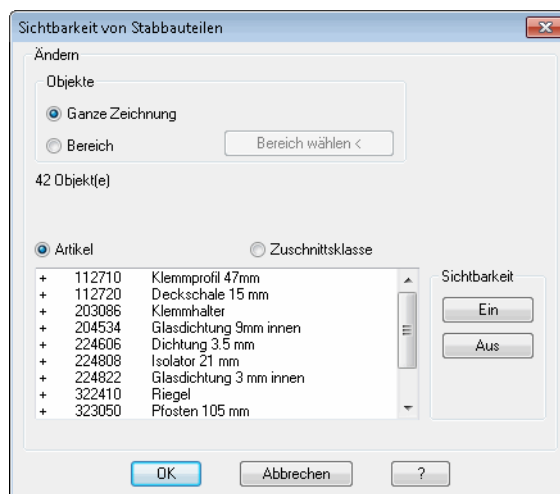 Sichtbarkeit von Stabbauteilen
Ändern
Objekte
Ganze Zeichnung
Bereich
Bereich wählen <
42 Objekt(e)
Artikel
Zuschnittsklasse
+ 112710 Klemmprofil 47mm
+ 112720 Deckschale 15 mm
+ 203086 Klemmhalter
+ 204534 Glasdichtung 9mm innen
+ 224606 Dichtung 3.5 mm
+ 224808 Isolator 21 mm
+ 224822 Glasdichtung 3 mm innen
+ 322410 Riegel
+ 323050 Pfosten 105 mm
Sichtbarkeit
Ein
Aus
OK
Abbrechen
?